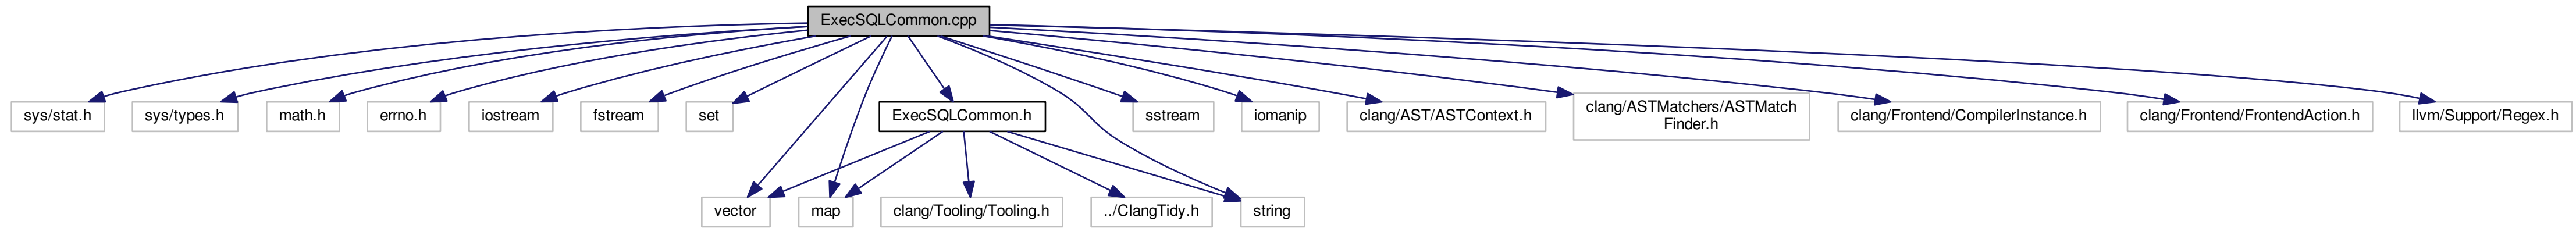 ExecSQLCommon.cpp
sys/stat.h
sys/types.h
math.h
errno.h
iostream
fstream
set
ExecSQLCommon.h
sstream
iomanip
clang/AST/ASTContext.h
clang/ASTMatchers/ASTMatch
Finder.h
clang/Frontend/CompilerInstance.h
clang/Frontend/FrontendAction.h
llvm/Support/Regex.h
vector
map
clang/Tooling/Tooling.h
../ClangTidy.h
string